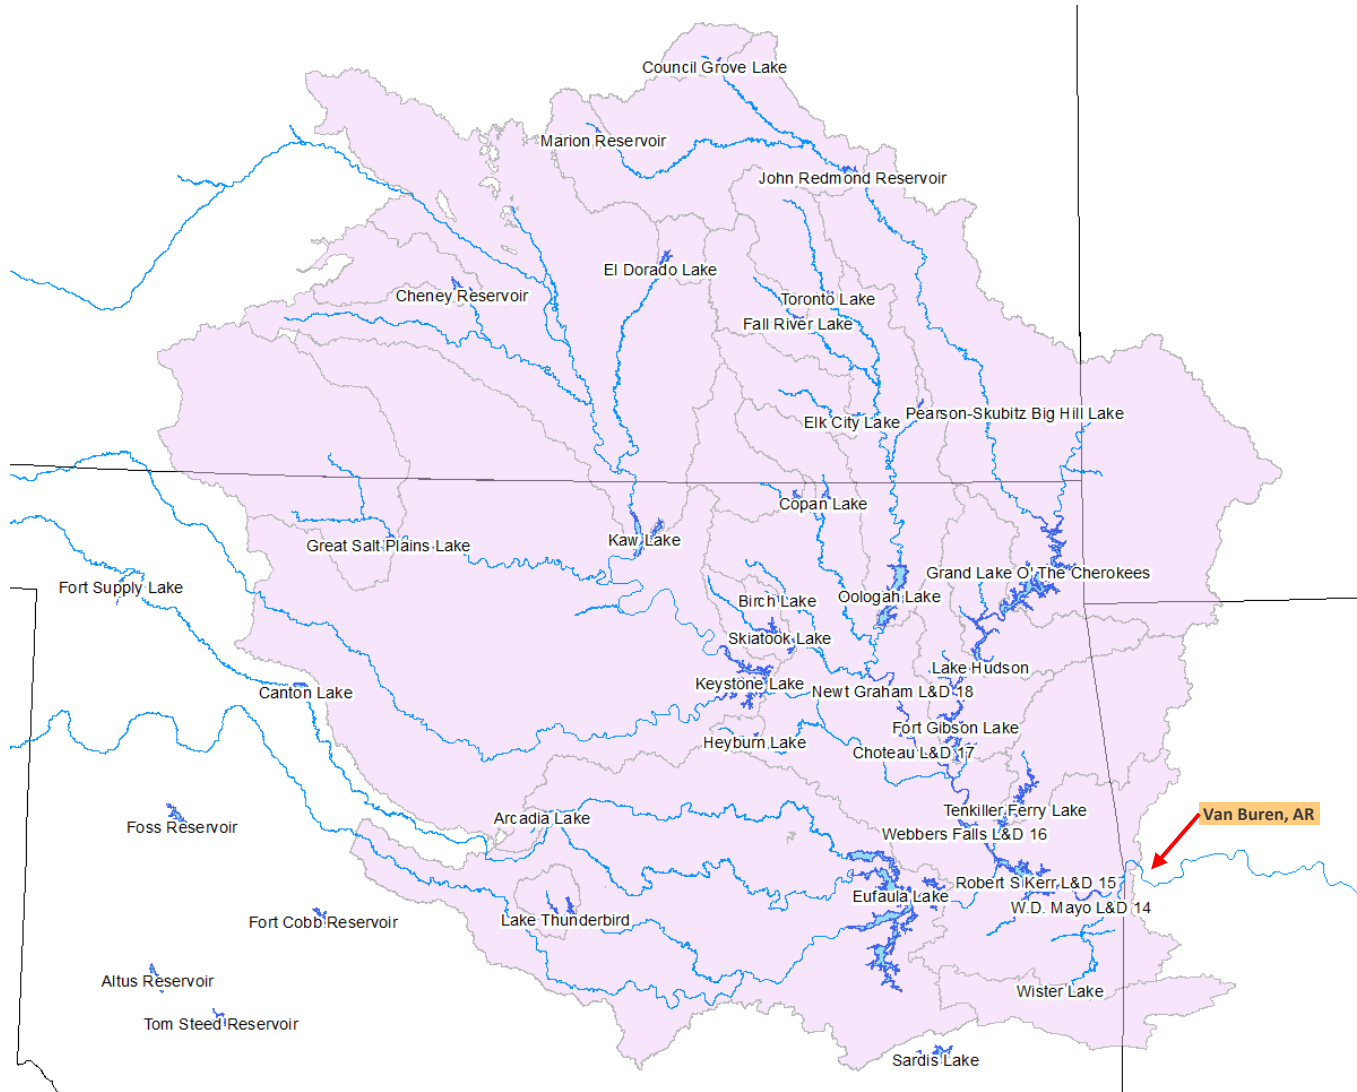 Council Grove Lake
Marion Reservoir
John Redmond Reservoir
El Dorado Lake
Cheney Reservoir
Toronto Lake
Fall River Lake
Pearson-Skubitz Big Hill Lake
Elk City Lake
Copan Lake
Kaw Lake
Great Salt Plains Lake
Grand Lake O' The Cherokees
Fort Supply Lake
Oologah Lake
Birch Lake
Skiatook Lake
Lake Hudson
Keystone Lake
Newt Graham L&D 18
Canton Lake
Fort Gibson Lake
Heyburn Lake
Choteau L&D 17
Tenkiller Ferry Lake
Van Buren, AR
Arcadia Lake
Foss Reservoir
Webbers Falls L&D 16
Robert S Kerr L&D 15
Eufaula Lake
W.D. Mayo L&D 14
Lake Thunderbird
Fort Cobb Reservoir
Altus Reservoir
Wister Lake
Tom Steed Reservoir
Sardis Lake